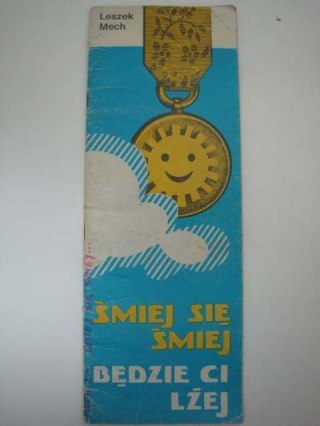 Leszek
Mech
ŚMIEJ SIĘ
ŚMIEJ
BĘDZIE CI
LŻEJ